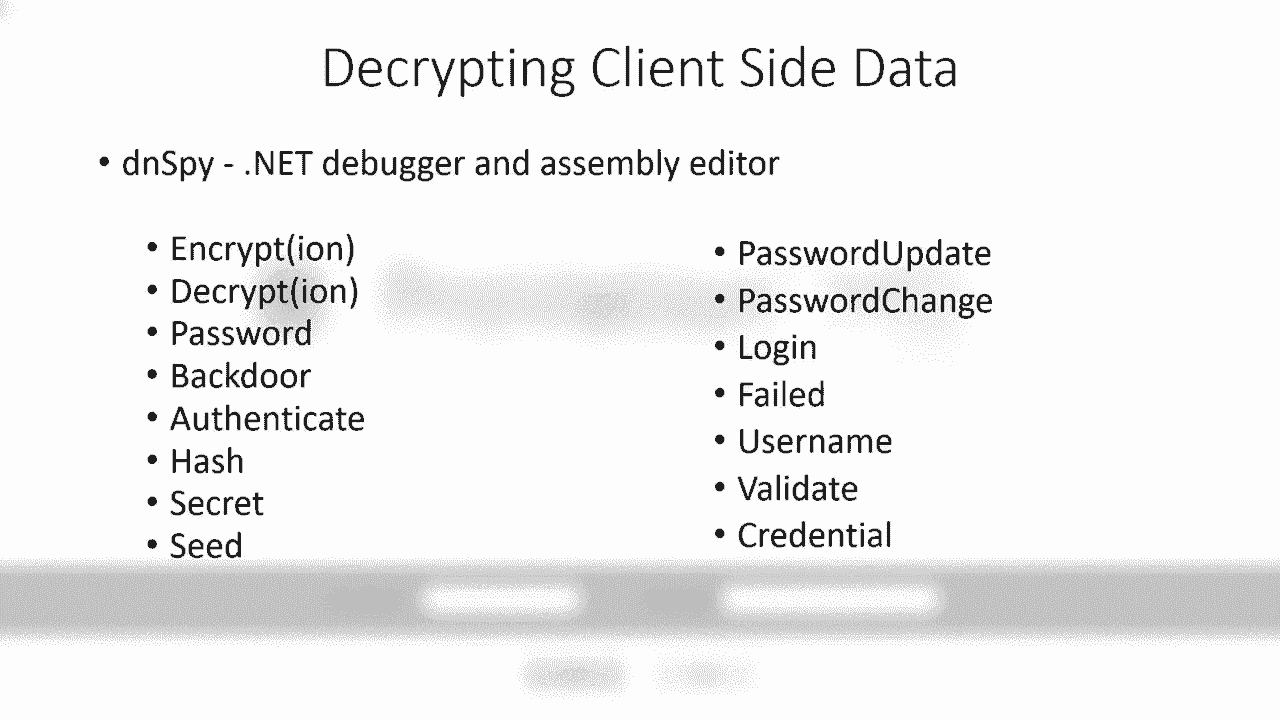 Decrypting Client Side Data
• dnSpy - .NET debugger and assembly editor
• Encrypt(ion)
• Decrypt(ion)
• Password
• Backdoor
• Authenticate
• Hash
• Secret
• Seed
• PasswordUpdate
• PasswordChange
• Login
• Failed
• Username
• Validate
• Credential